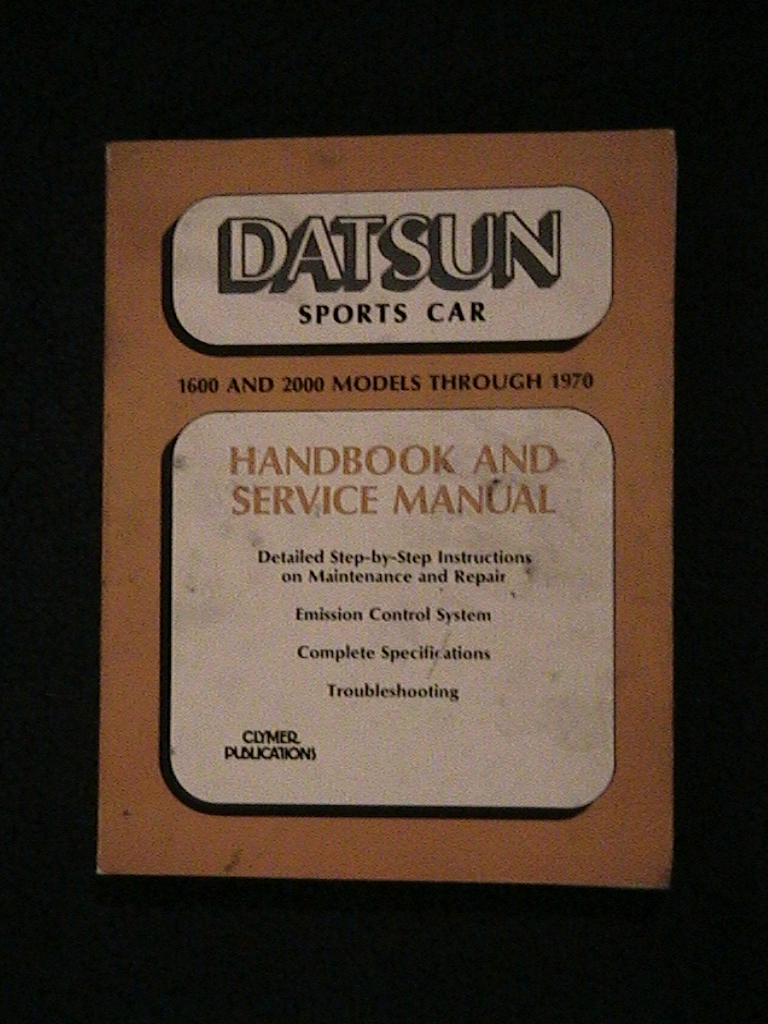 DATSUN
SPORTS CAR
1600 AND 2000 MODELS THROUGH 1970
HANDBOOK AND
SERVICE MANUAL
Detailed Step-by-Step Instructions
on Maintenance and Repair
Emission Control System
Complete Specifications
Troubleshooting
CLYMER
PUBLICATIONS